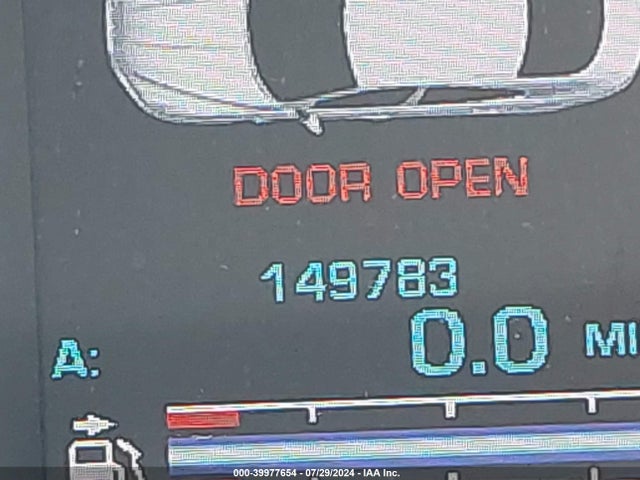 DOOR OPEN
149783
A: 0.0 MI
000-39977654 - 07/29/2024 - IAA Inc.